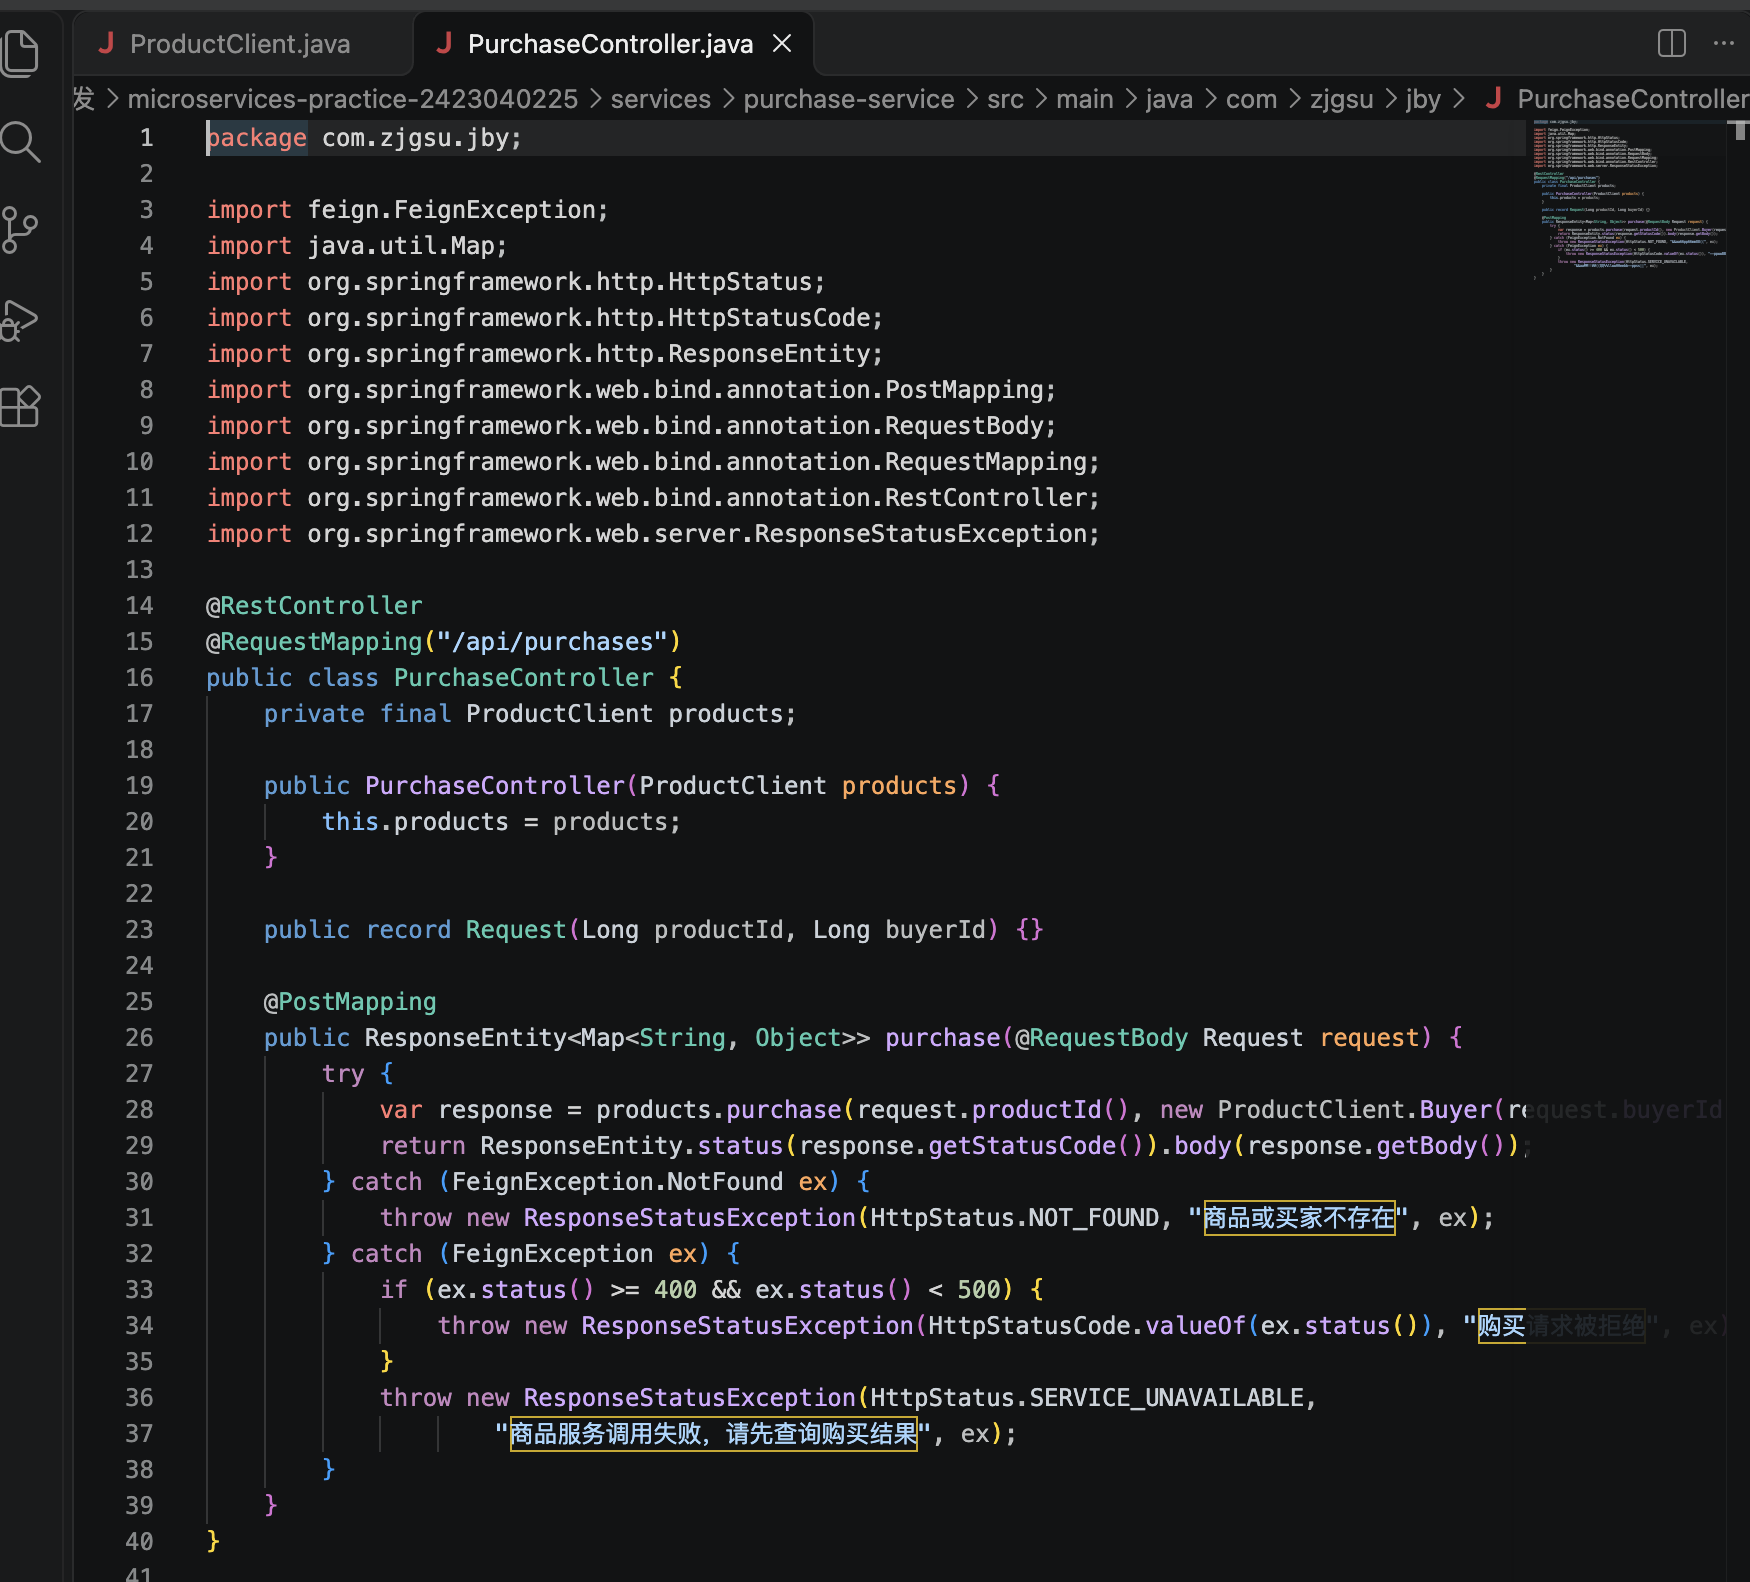 ProductClient.java
PurchaseController.java
发 > microservices-practice-2423040225 > services > purchase-service > src > main > java > com > zjgsu > jby > J PurchaseController
1 package com.zjgsu.jby;
2
3 import feign.FeignException;
4 import java.util.Map;
5 import org.springframework.http.HttpStatus;
6 import org.springframework.http.HttpStatusCode;
7 import org.springframework.http.ResponseEntity;
8 import org.springframework.web.bind.annotation.PostMapping;
9 import org.springframework.web.bind.annotation.RequestBody;
10 import org.springframework.web.bind.annotation.RequestMapping;
11 import org.springframework.web.bind.annotation.RestController;
12 import org.springframework.web.server.ResponseStatusException;
13
14 @RestController
15 @RequestMapping("/api/purchases")
16 public class PurchaseController {
17     private final ProductClient products;
18
19     public PurchaseController(ProductClient products) {
20         this.products = products;
21     }
22
23     public record Request(Long productId, Long buyerId) {}
24
25     @PostMapping
26     public ResponseEntity<Map<String, Object>> purchase(@RequestBody Request request) {
27         try {
28             var response = products.purchase(request.productId(), new ProductClient.Buyer(request.buyerId
29             return ResponseEntity.status(response.getStatusCode()).body(response.getBody());
30         } catch (FeignException.NotFound ex) {
31             throw new ResponseStatusException(HttpStatus.NOT_FOUND, "商品或买家不存在", ex);
32         } catch (FeignException ex) {
33             if (ex.status() >= 400 && ex.status() < 500) {
34                 throw new ResponseStatusException(HttpStatusCode.valueOf(ex.status()), "购买请求被拒绝", ex)
35             }
36             throw new ResponseStatusException(HttpStatus.SERVICE_UNAVAILABLE,
37                     "商品服务调用失败，请先查询购买结果", ex);
38         }
39     }
40 }
41